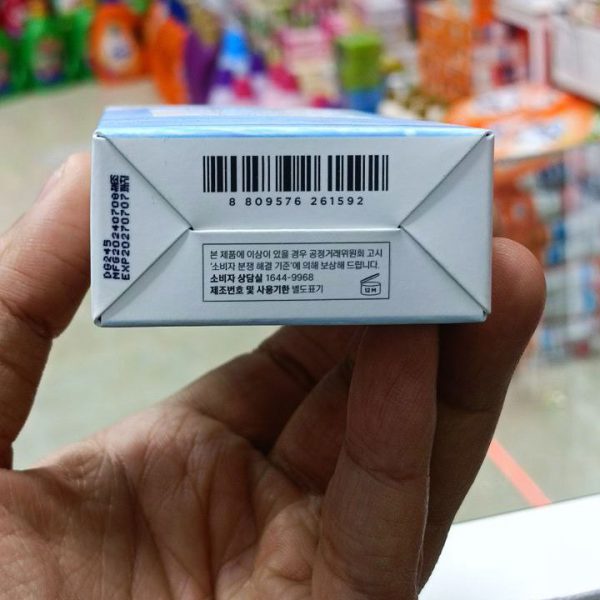 8 809576 261592
본 제품에 이상이 있을 경우 공정거래위원회 고시
'소비자 분쟁 해결 기준'에 의해 보상해 드립니다.
소비자 상담실 1644-9968
제조번호 및 사용기한 별도표기
12 M
DG245
MFG20240708제조
EXP20270707까지